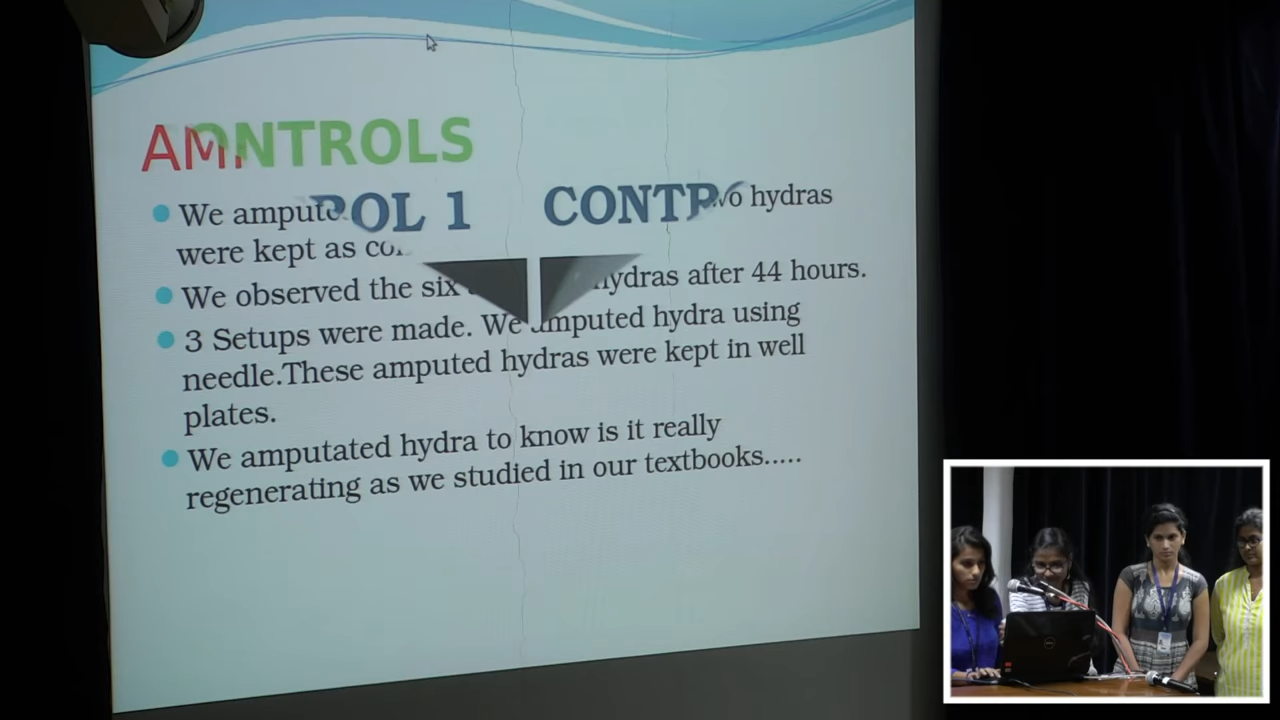 AM ONTROLS
We ampute OL 1 CONTR wo hydras
were kept as co
We observed the six hydras after 44 hours.
3 Setups were made. We amputed hydra using
needle.These amputed hydras were kept in well
plates.
We amputated hydra to know is it really
regenerating as we studied in our textbooks.....